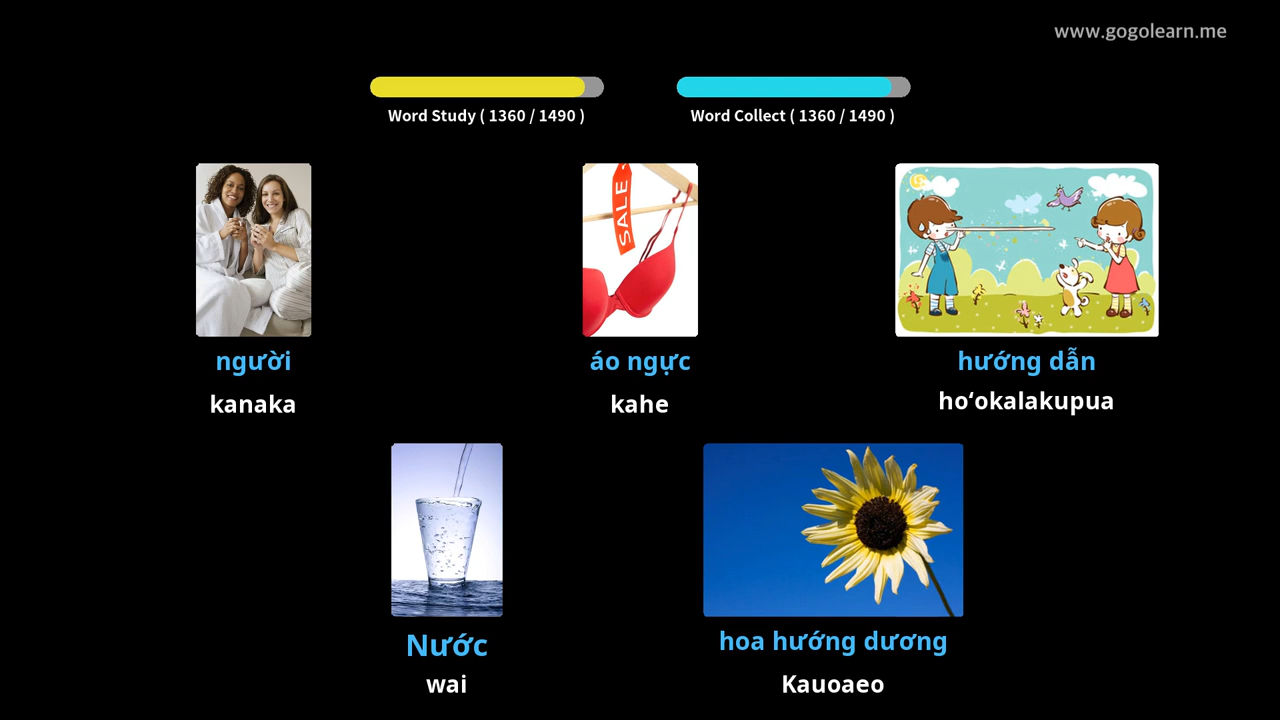 www.gogolearn.me
Word Study ( 1360 / 1490 )
Word Collect ( 1360 / 1490 )
SALE
người
áo ngực
hướng dẫn
kanaka
kahe
hoʻokalakupua
Nước
hoa hướng dương
wai
Kauoaeo